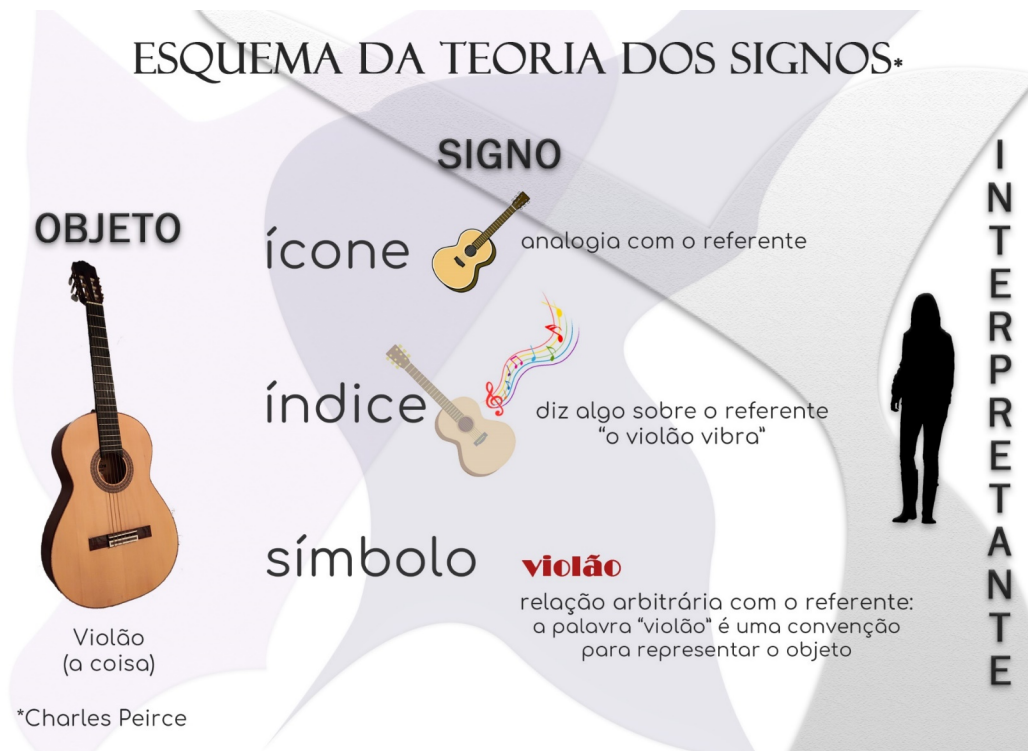 ESQUEMA DA TEORIA DOS SIGNOS*
SIGNO
OBJETO
ícone
analogia com o referente
índice
diz algo sobre o referente
“o violão vibra”
símbolo
violão
relação arbitrária com o referente:
a palavra “violão” é uma convenção
para representar o objeto
Violão
(a coisa)
*Charles Peirce
INTERPRETANTE